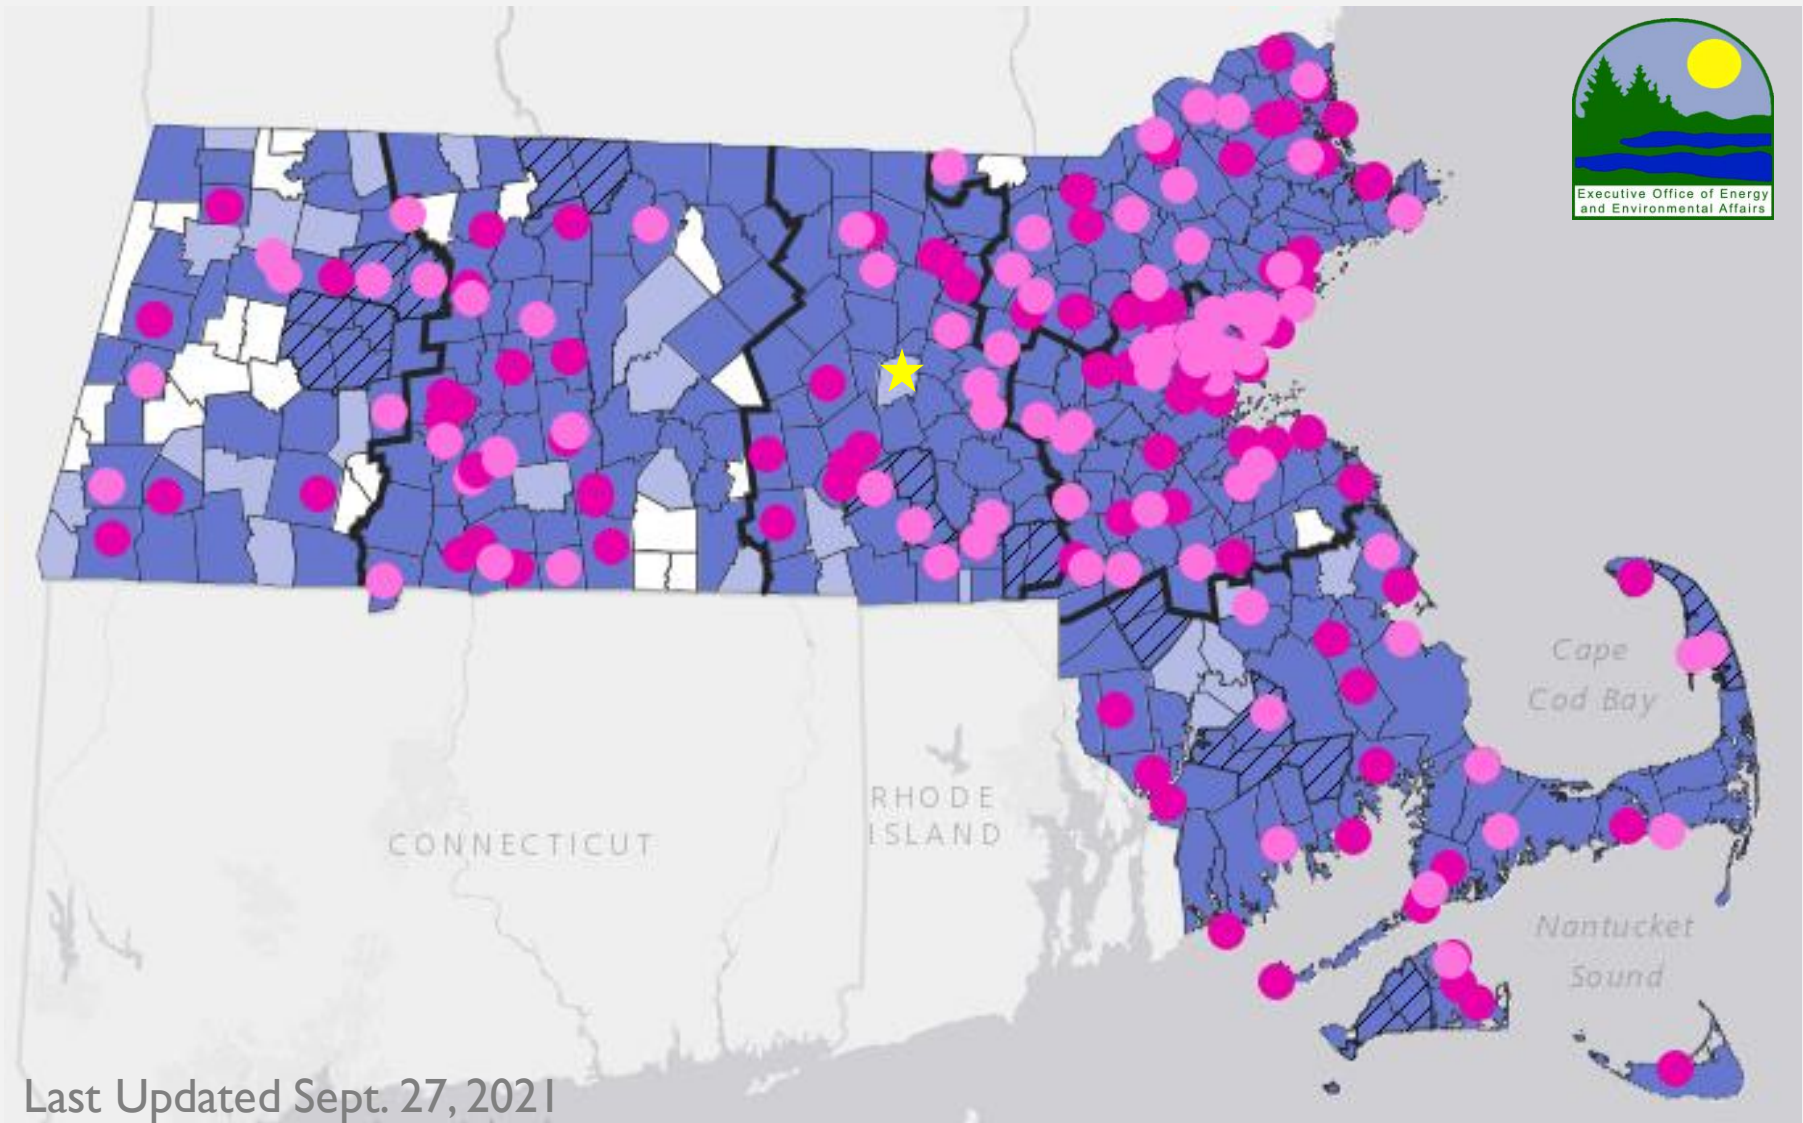 Executive Office of Energy
and Environmental Affairs
Cape
Cod Bay
RHODE
ISLAND
CONNECTICUT
Nantucket
Sound
Last Updated Sept. 27, 2021